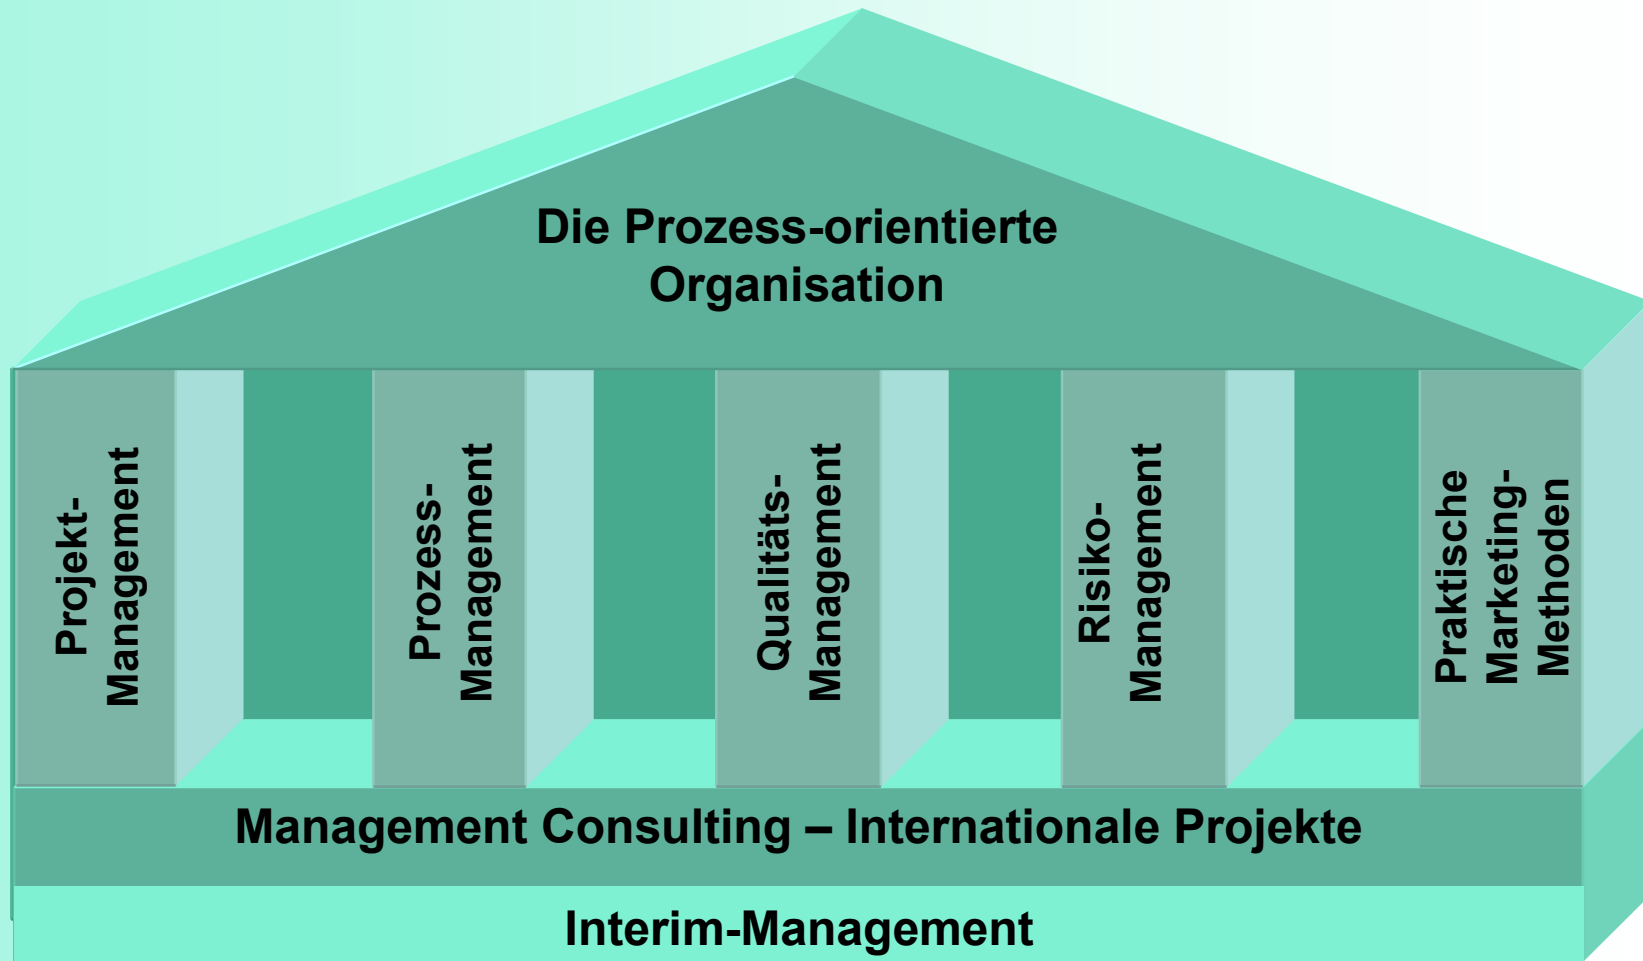 Die Prozess-orientierte
Organisation
Projekt-
Management
Prozess-
Management
Qualitäts-
Management
Risiko-
Management
Praktische
Marketing-
Methoden
Management Consulting – Internationale Projekte
Interim-Management